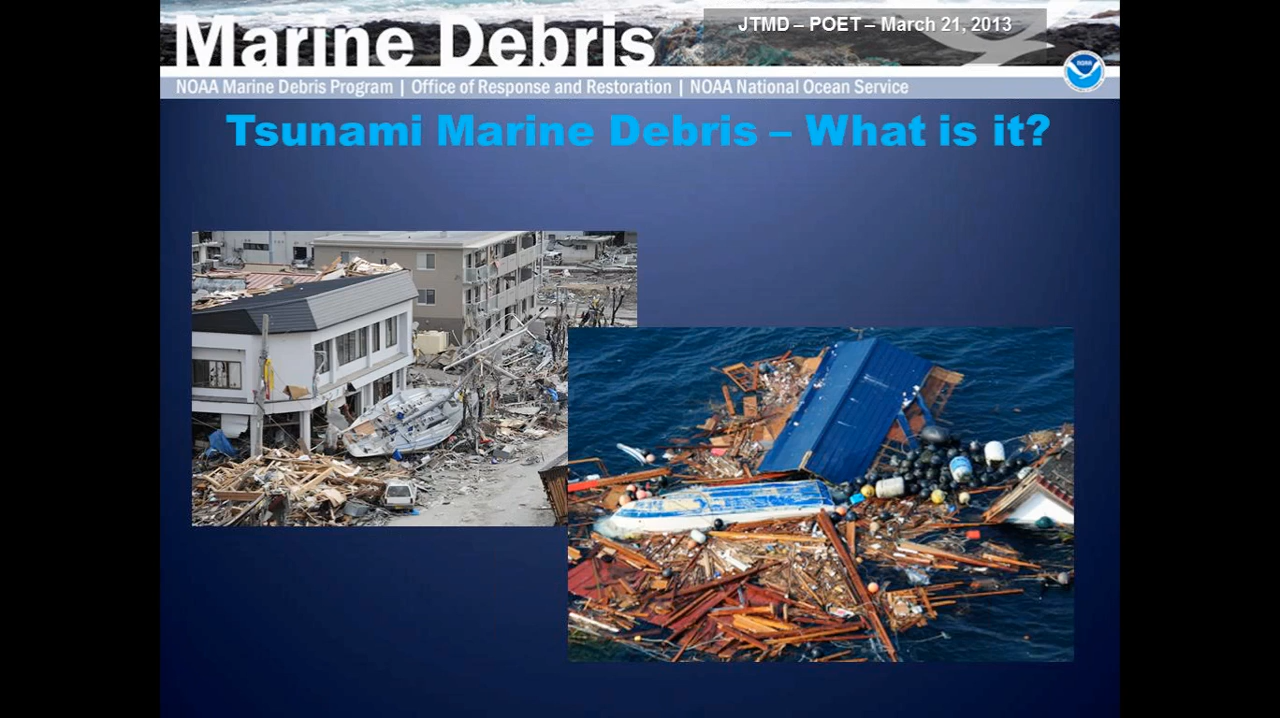 Marine Debris
JTMD – POET – March 21, 2013
NOAA
NOAA Marine Debris Program | Office of Response and Restoration | NOAA National Ocean Service
Tsunami Marine Debris – What is it?